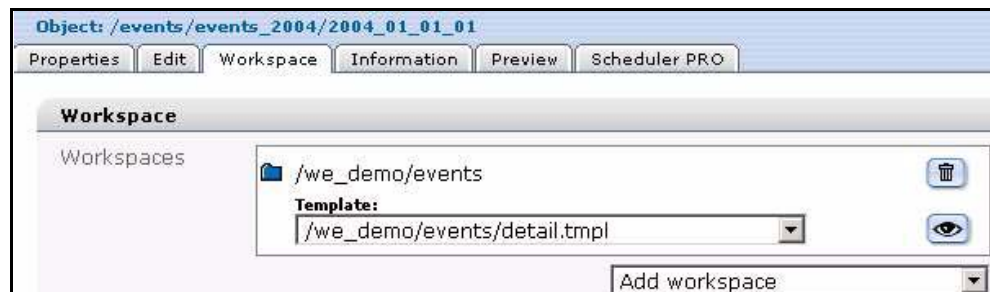 Object: /events/events_2004/2004_01_01_01
Properties Edit Workspace Information Preview Scheduler PRO
Workspace
Workspaces
/we_demo/events
Template:
/we_demo/events/detail.tmpl
Add workspace